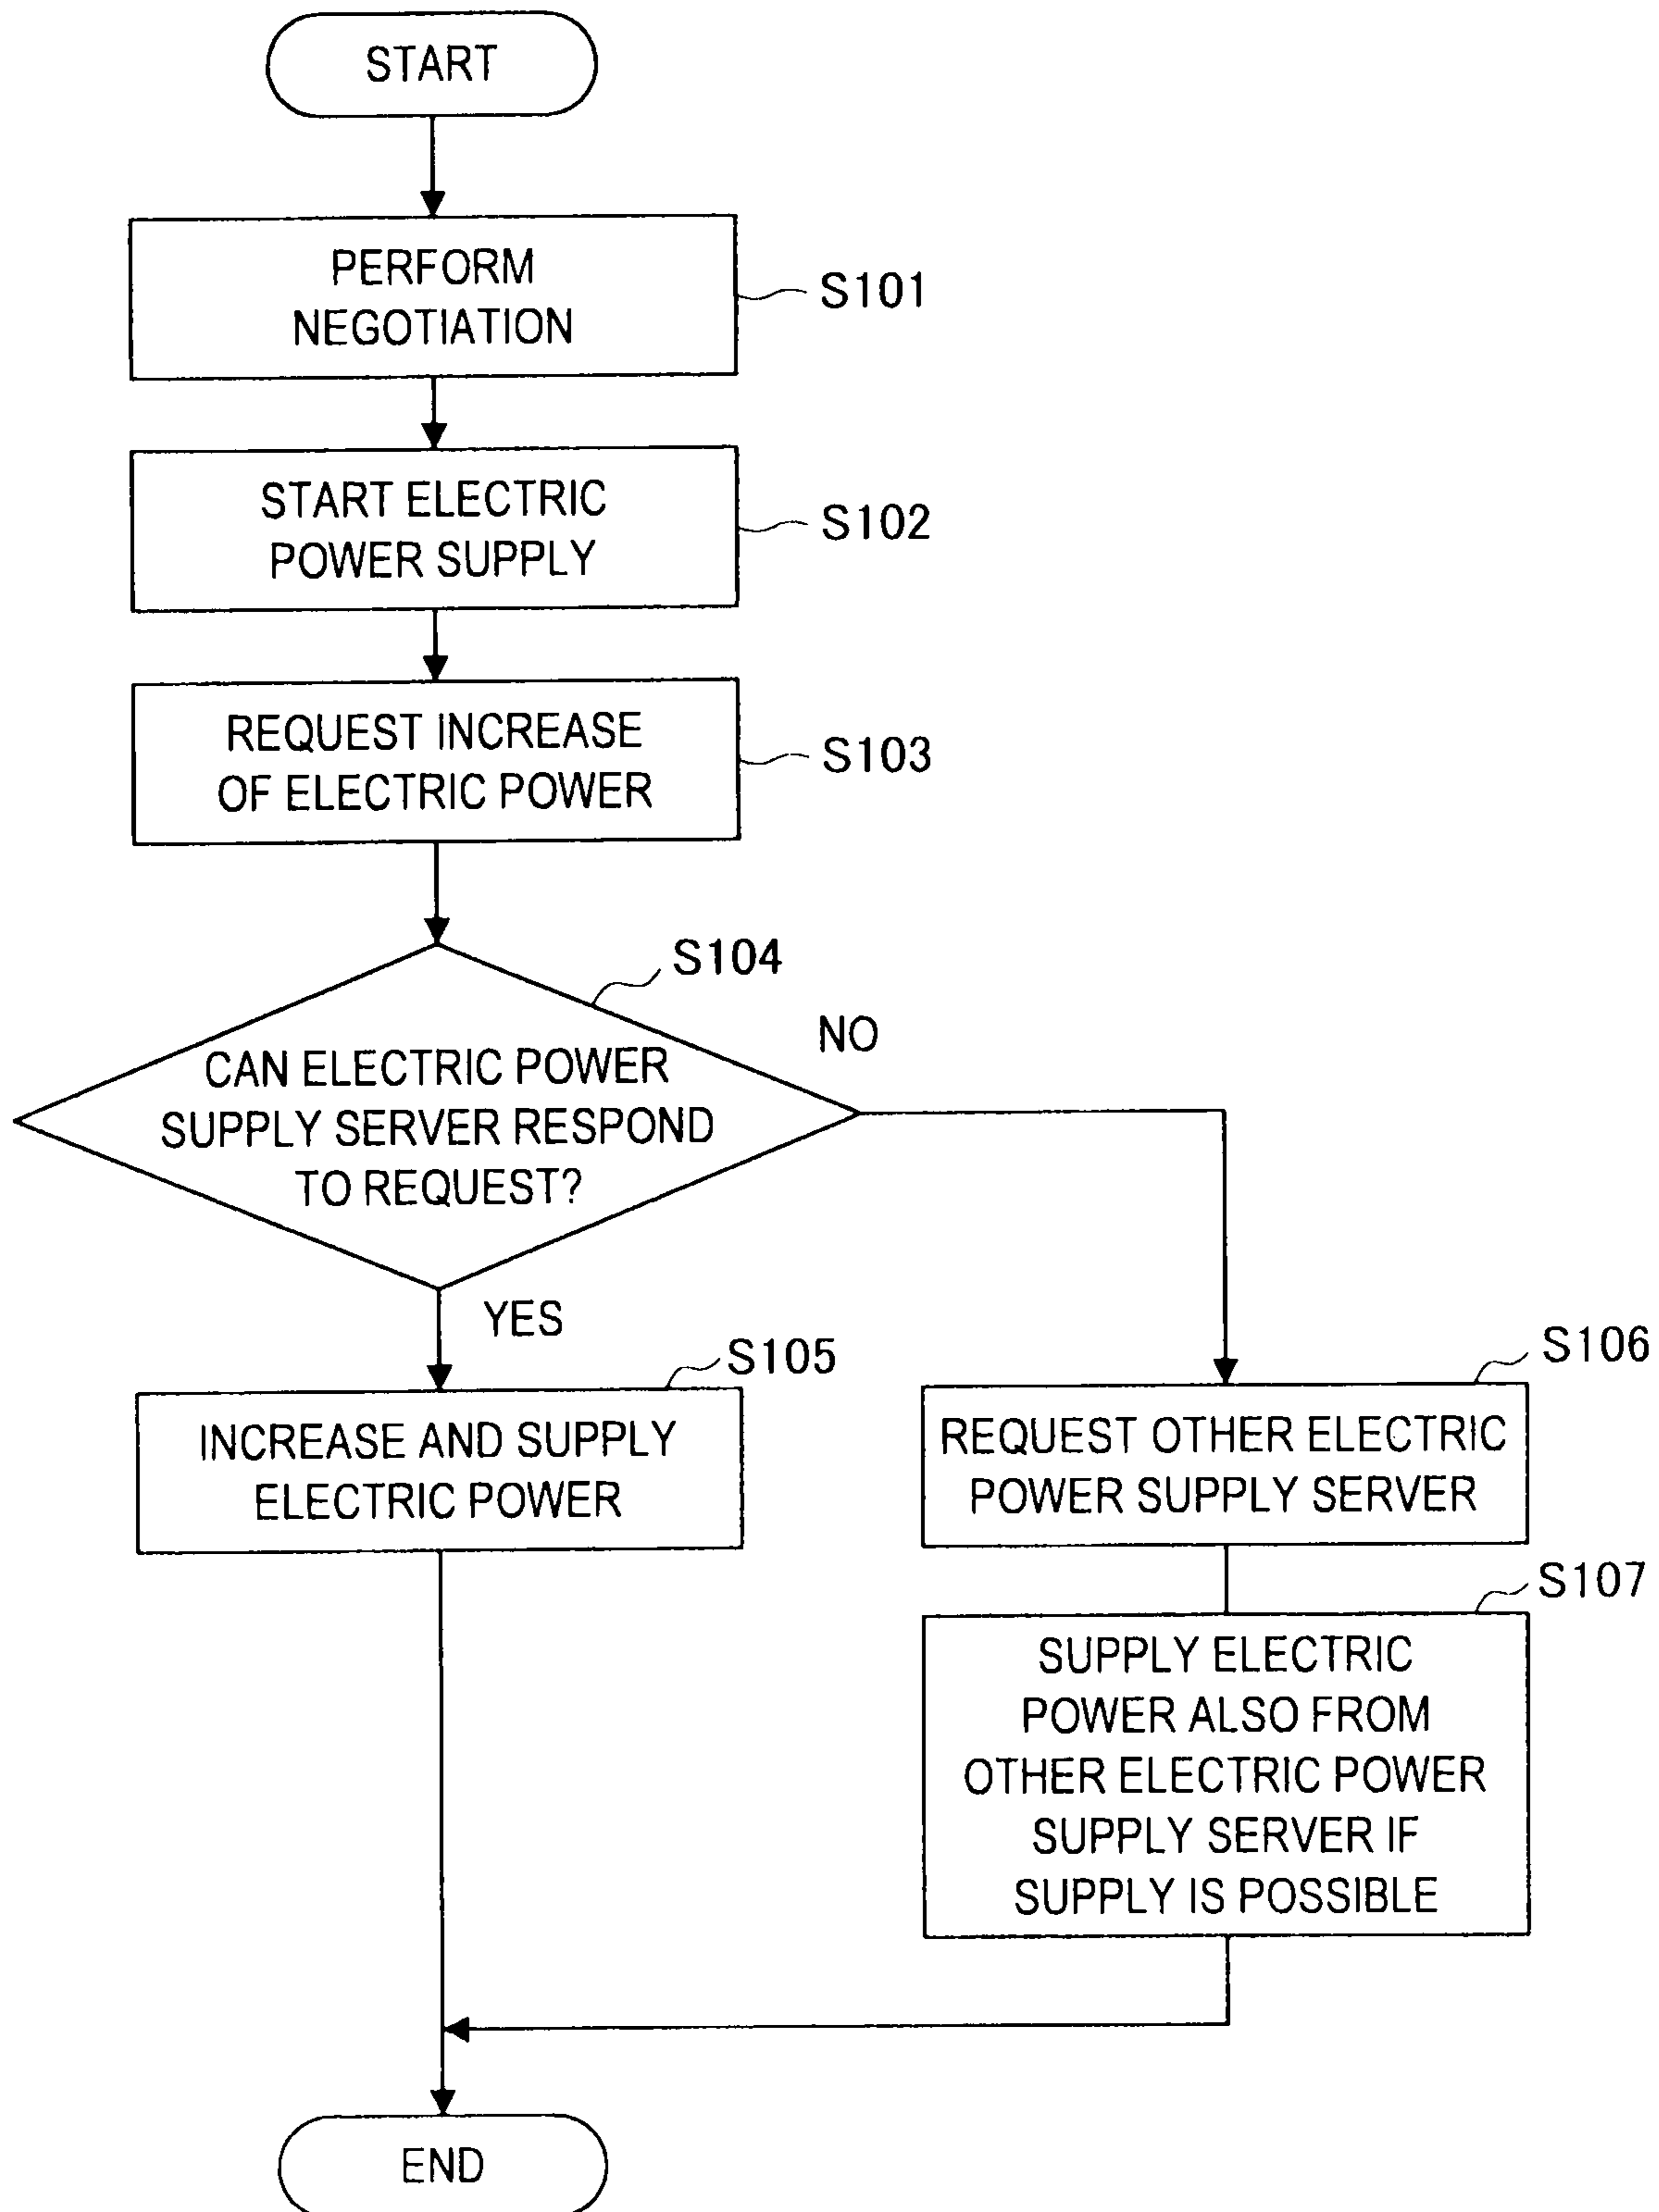 START
PERFORM
NEGOTIATION
S101
START ELECTRIC
POWER SUPPLY
S102
REQUEST INCREASE
OF ELECTRIC POWER
S103
S104
CAN ELECTRIC POWER
SUPPLY SERVER RESPOND
TO REQUEST?
NO
YES
S105
INCREASE AND SUPPLY
ELECTRIC POWER
S106
REQUEST OTHER ELECTRIC
POWER SUPPLY SERVER
S107
SUPPLY ELECTRIC
POWER ALSO FROM
OTHER ELECTRIC POWER
SUPPLY SERVER IF
SUPPLY IS POSSIBLE
END